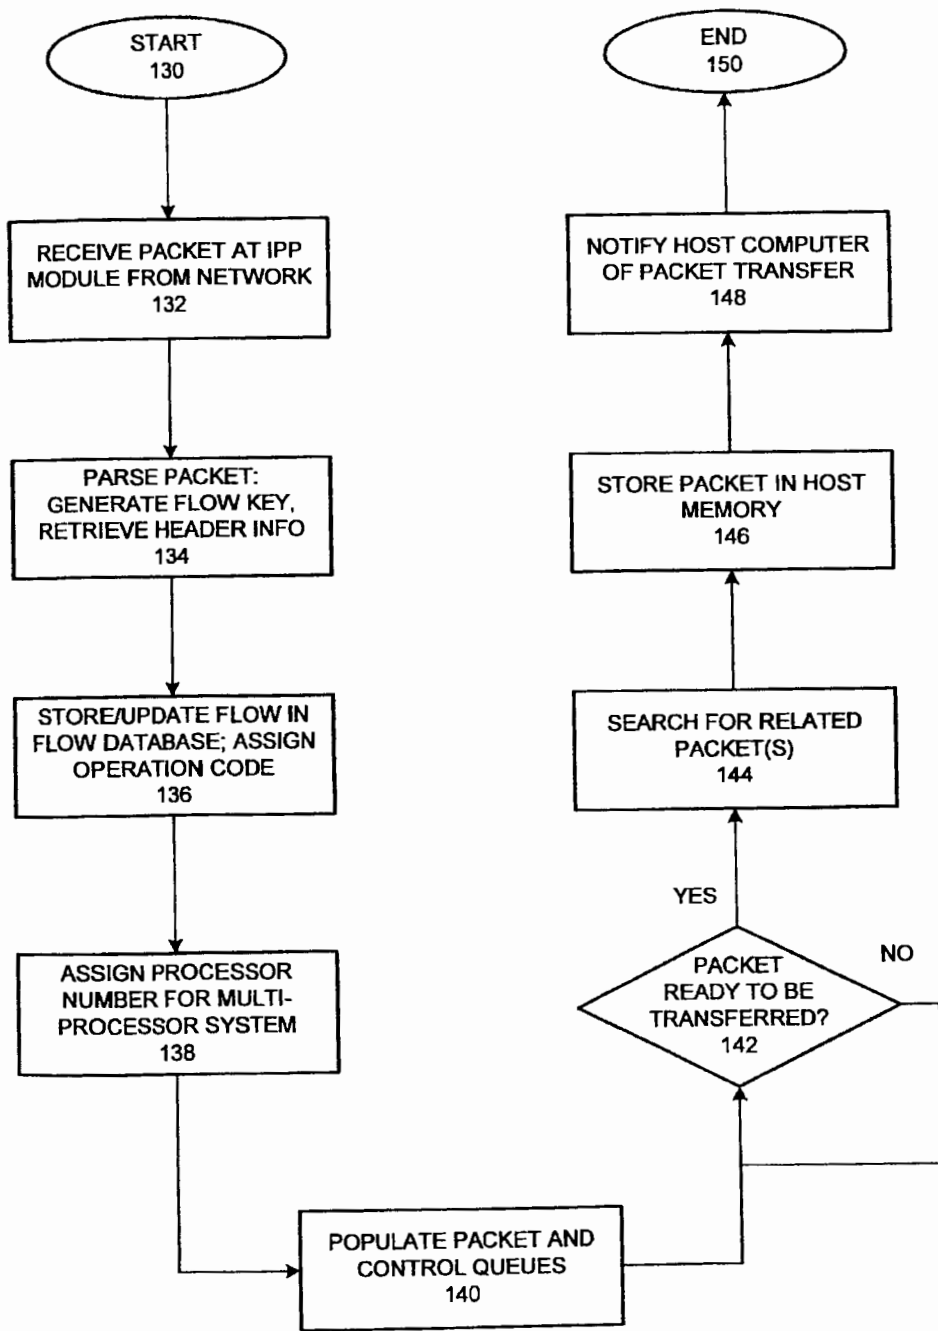 START
130
RECEIVE PACKET AT IPP
MODULE FROM NETWORK
132
PARSE PACKET:
GENERATE FLOW KEY,
RETRIEVE HEADER INFO
134
STORE/UPDATE FLOW IN
FLOW DATABASE; ASSIGN
OPERATION CODE
136
ASSIGN PROCESSOR
NUMBER FOR MULTI-
PROCESSOR SYSTEM
138
POPULATE PACKET AND
CONTROL QUEUES
140
PACKET
READY TO BE
TRANSFERRED?
142
NO
YES
SEARCH FOR RELATED
PACKET(S)
144
STORE PACKET IN HOST
MEMORY
146
NOTIFY HOST COMPUTER
OF PACKET TRANSFER
148
END
150